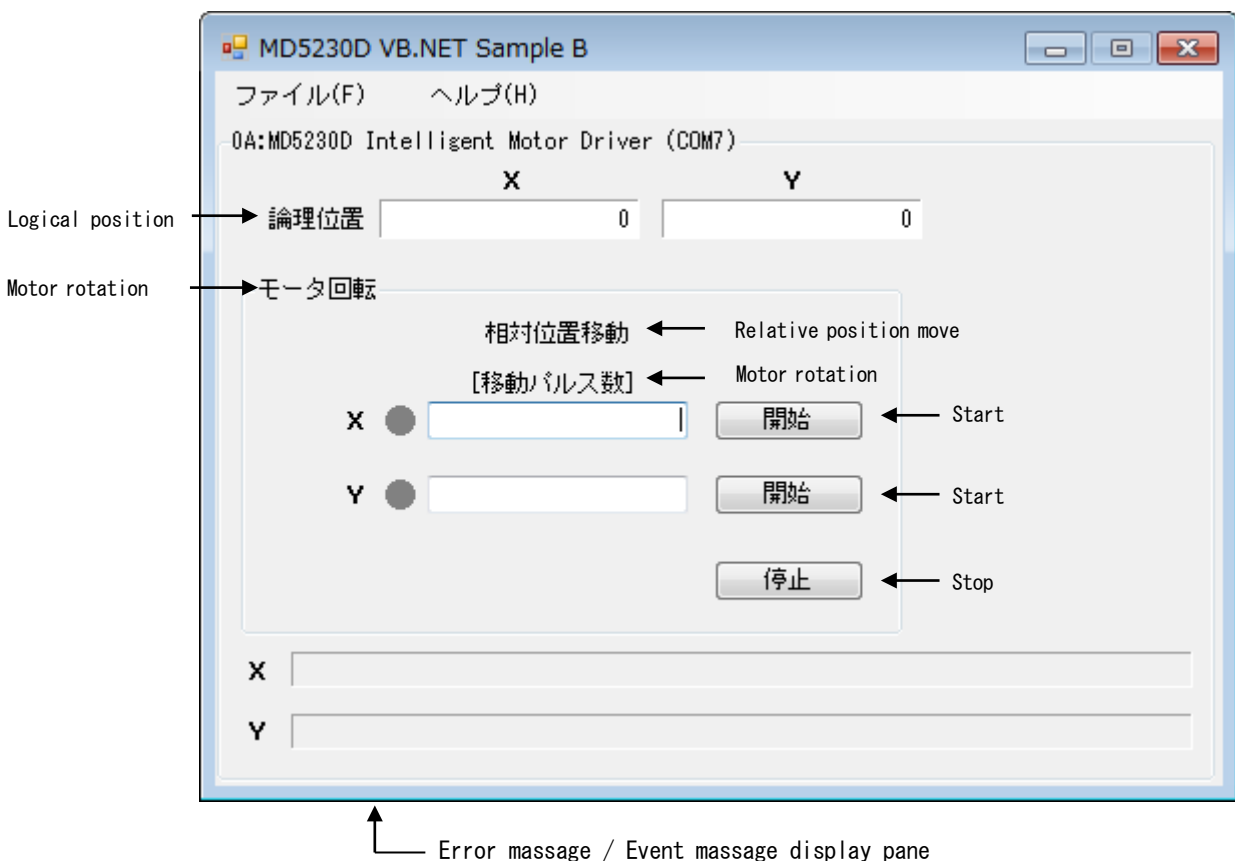 MD5230D VB.NET Sample B
ファイル(F) ヘルプ(H)
0A:MD5230D Intelligent Motor Driver (COM7)
X Y
Logical position 論理位置 0 0
Motor rotation モータ回転
相対位置移動 Relative position move
[移動パルス数] Motor rotation
X 開始 Start
Y 開始 Start
停止 Stop
X
Y
Error massage / Event massage display pane